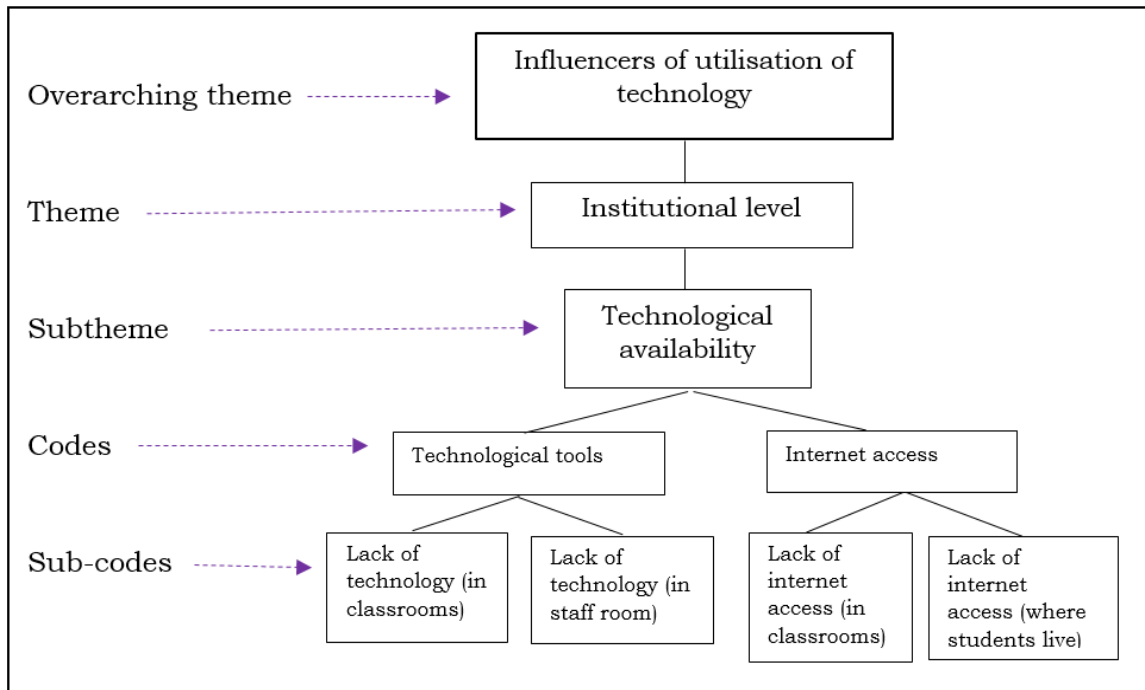 Overarching theme
Influencers of utilisation of
technology
Theme
Institutional level
Subtheme
Technological
availability
Codes
Technological tools
Internet access
Sub-codes
Lack of
technology (in
classrooms)
Lack of
technology (in
staff room)
Lack of
internet
access (in
classrooms)
Lack of
internet
access (where
students live)